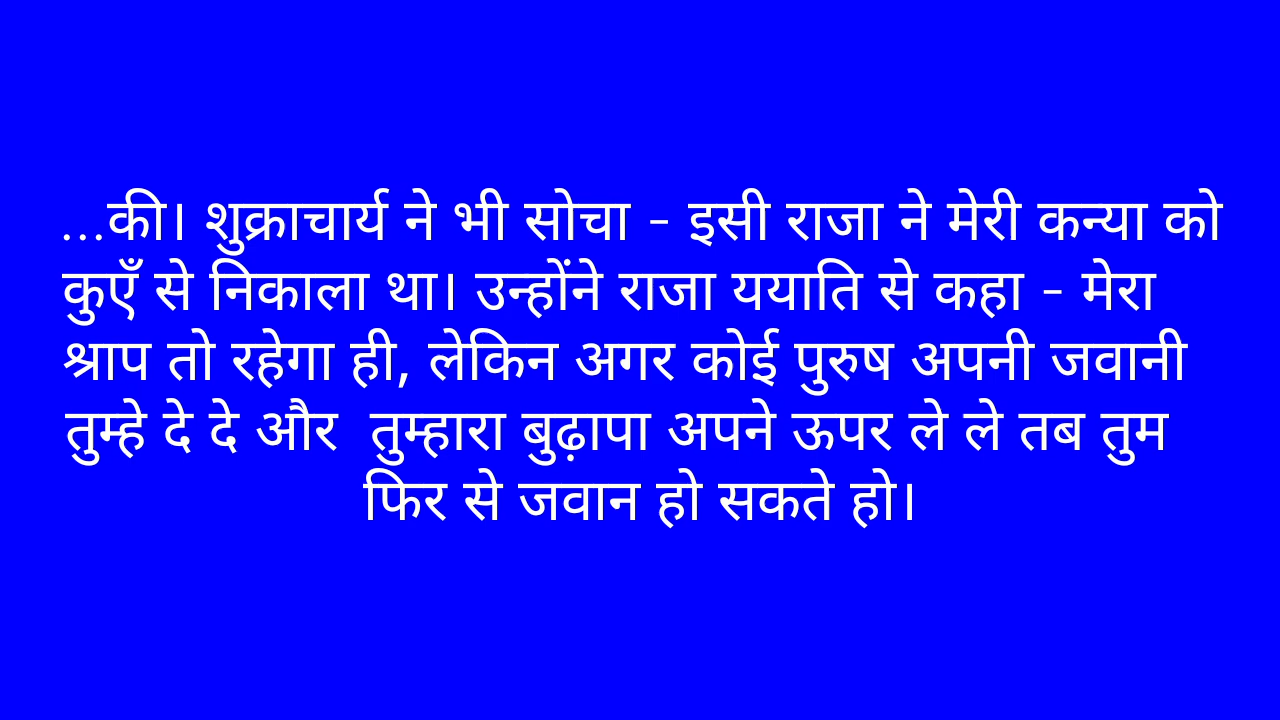 ...की। शुक्राचार्य ने भी सोचा - इसी राजा ने मेरी कन्या को
कुएँ से निकाला था। उन्होंने राजा ययाति से कहा - मेरा
श्राप तो रहेगा ही, लेकिन अगर कोई पुरुष अपनी जवानी
तुम्हे दे दे और  तुम्हारा बुढ़ापा अपने ऊपर ले ले तब तुम
फिर से जवान हो सकते हो।